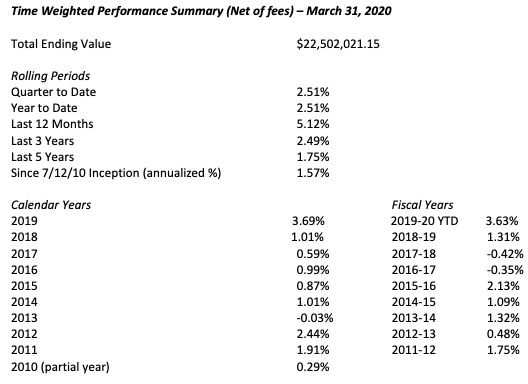 Time Weighted Performance Summary (Net of fees) – March 31, 2020
Total Ending Value $22,502,021.15
Rolling Periods
Quarter to Date 2.51%
Year to Date 2.51%
Last 12 Months 5.12%
Last 3 Years 2.49%
Last 5 Years 1.75%
Since 7/12/10 Inception (annualized %) 1.57%
Calendar Years Fiscal Years
2019 3.69% 2019-20 YTD 3.63%
2018 1.01% 2018-19 1.31%
2017 0.59% 2017-18 -0.42%
2016 0.99% 2016-17 -0.35%
2015 0.87% 2015-16 2.13%
2014 1.01% 2014-15 1.09%
2013 -0.03% 2013-14 1.32%
2012 2.44% 2012-13 0.48%
2011 1.91% 2011-12 1.75%
2010 (partial year) 0.29%